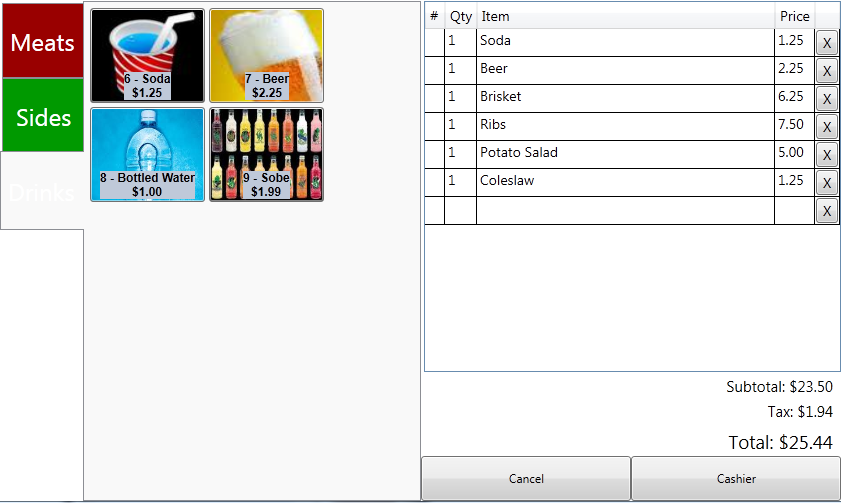 Meats
Sides
Drinks
6 - Soda
$1.25
7 - Beer
$2.25
8 - Bottled Water
$1.00
9 - Sobe
$1.99
# Qty Item Price
1 Soda 1.25 X
1 Beer 2.25 X
1 Brisket 6.25 X
1 Ribs 7.50 X
1 Potato Salad 5.00 X
1 Coleslaw 1.25 X
X
Subtotal: $23.50
Tax: $1.94
Total: $25.44
Cancel Cashier